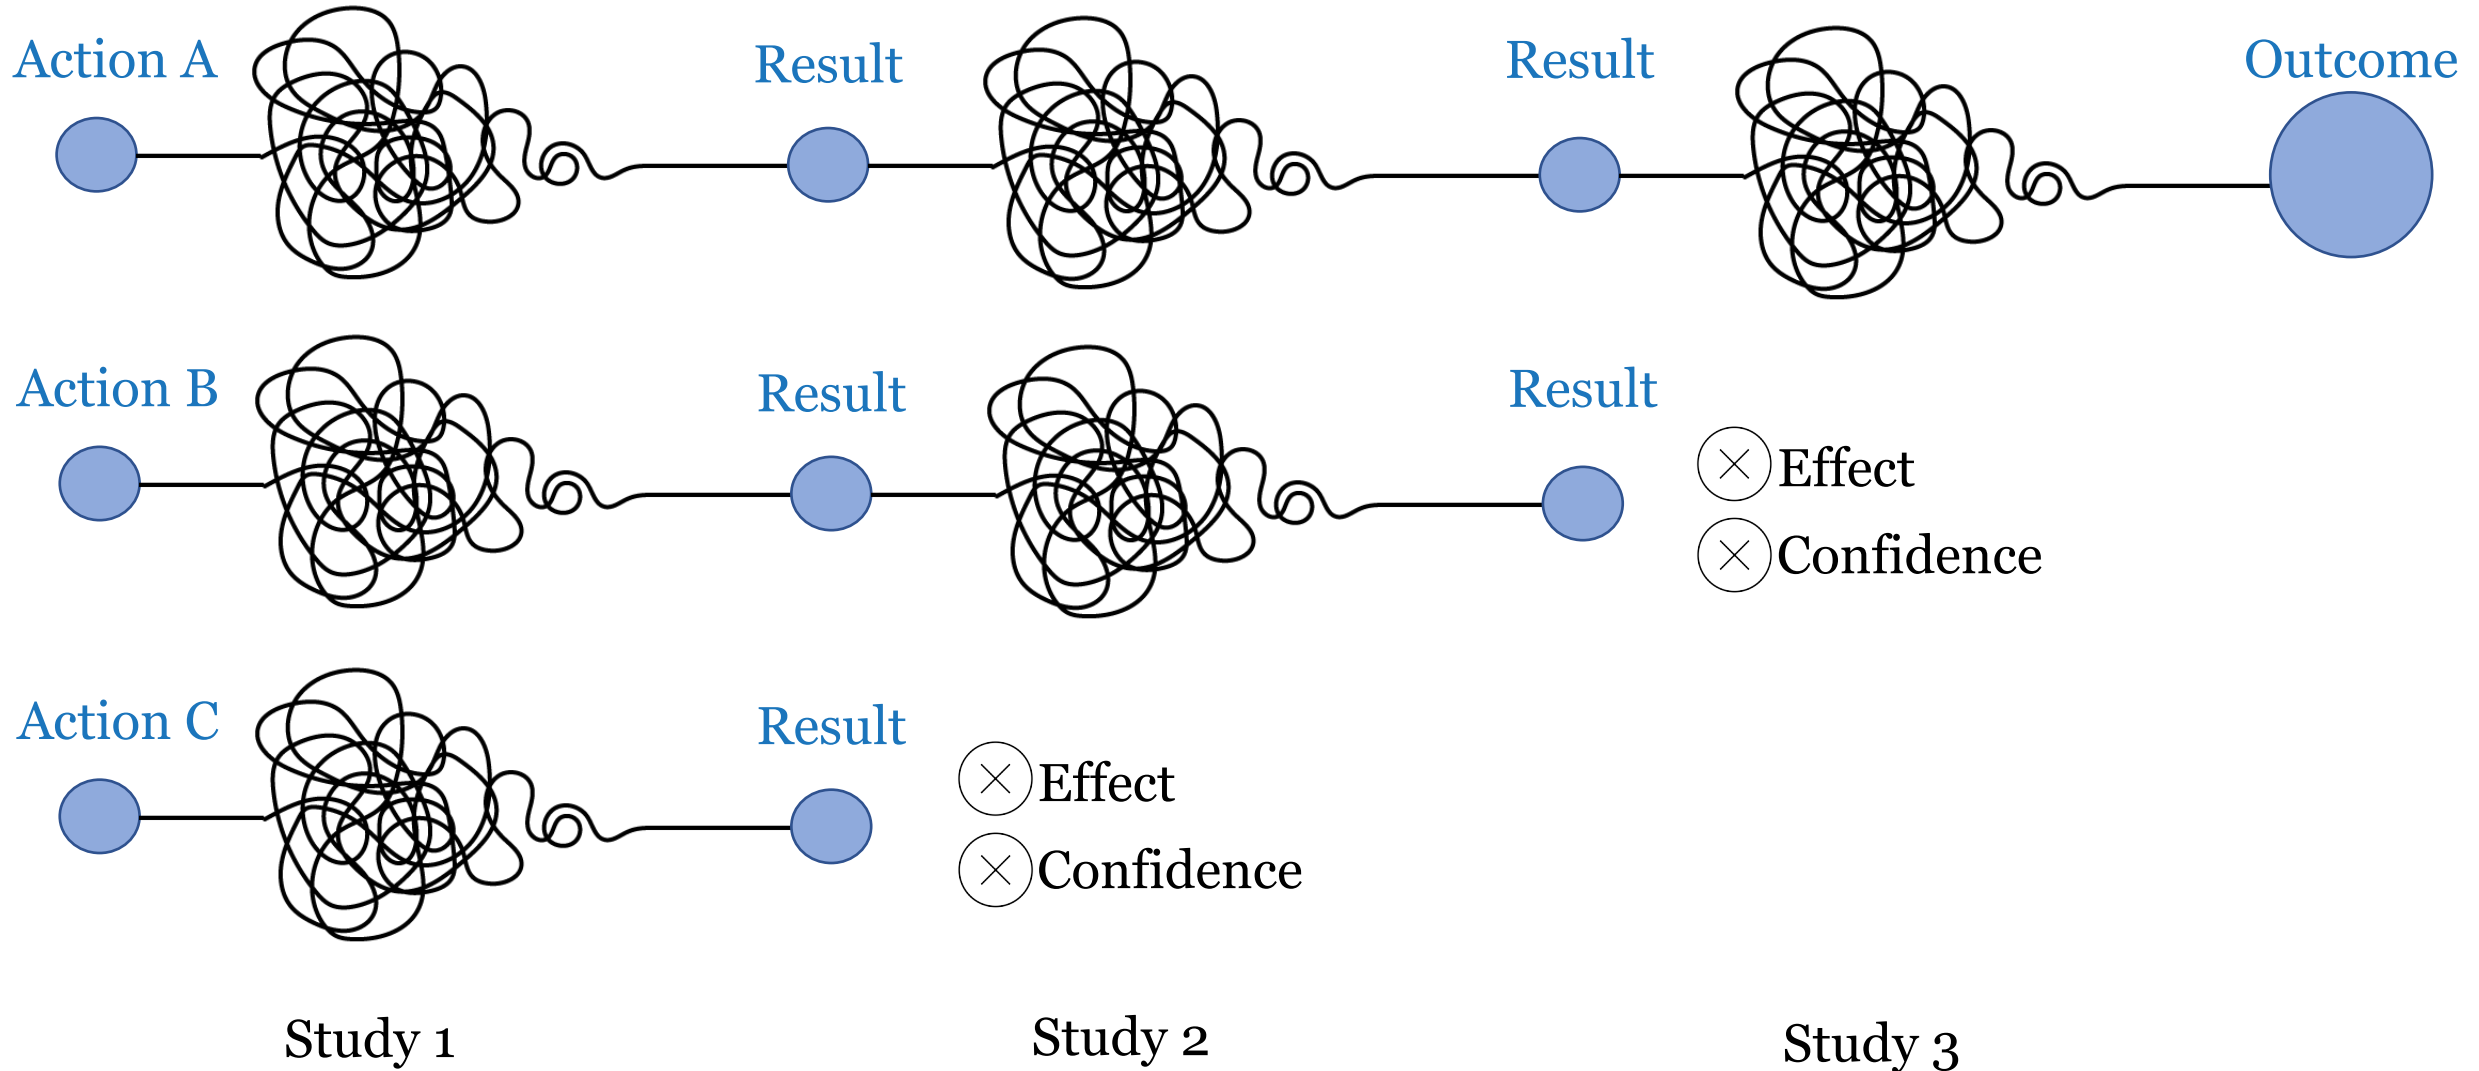 Action A
Result
Result
Outcome
Action B
Result
Result
Effect
Confidence
Action C
Result
Effect
Confidence
Study 1
Study 2
Study 3